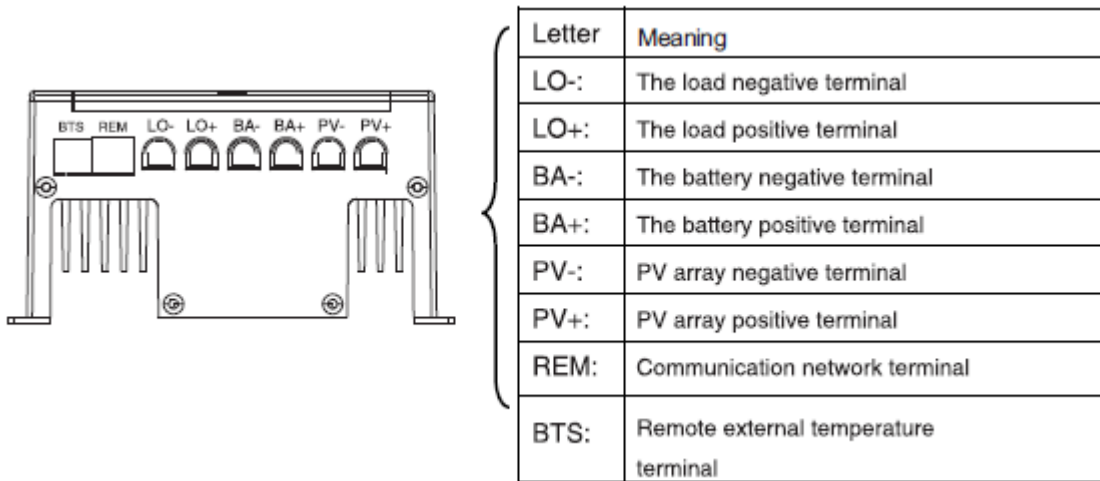 BTS REM LO- LO+ BA- BA+ PV- PV+
Letter Meaning
LO-: The load negative terminal
LO+: The load positive terminal
BA-: The battery negative terminal
BA+: The battery positive terminal
PV-: PV array negative terminal
PV+: PV array positive terminal
REM: Communication network terminal
BTS: Remote external temperature
terminal